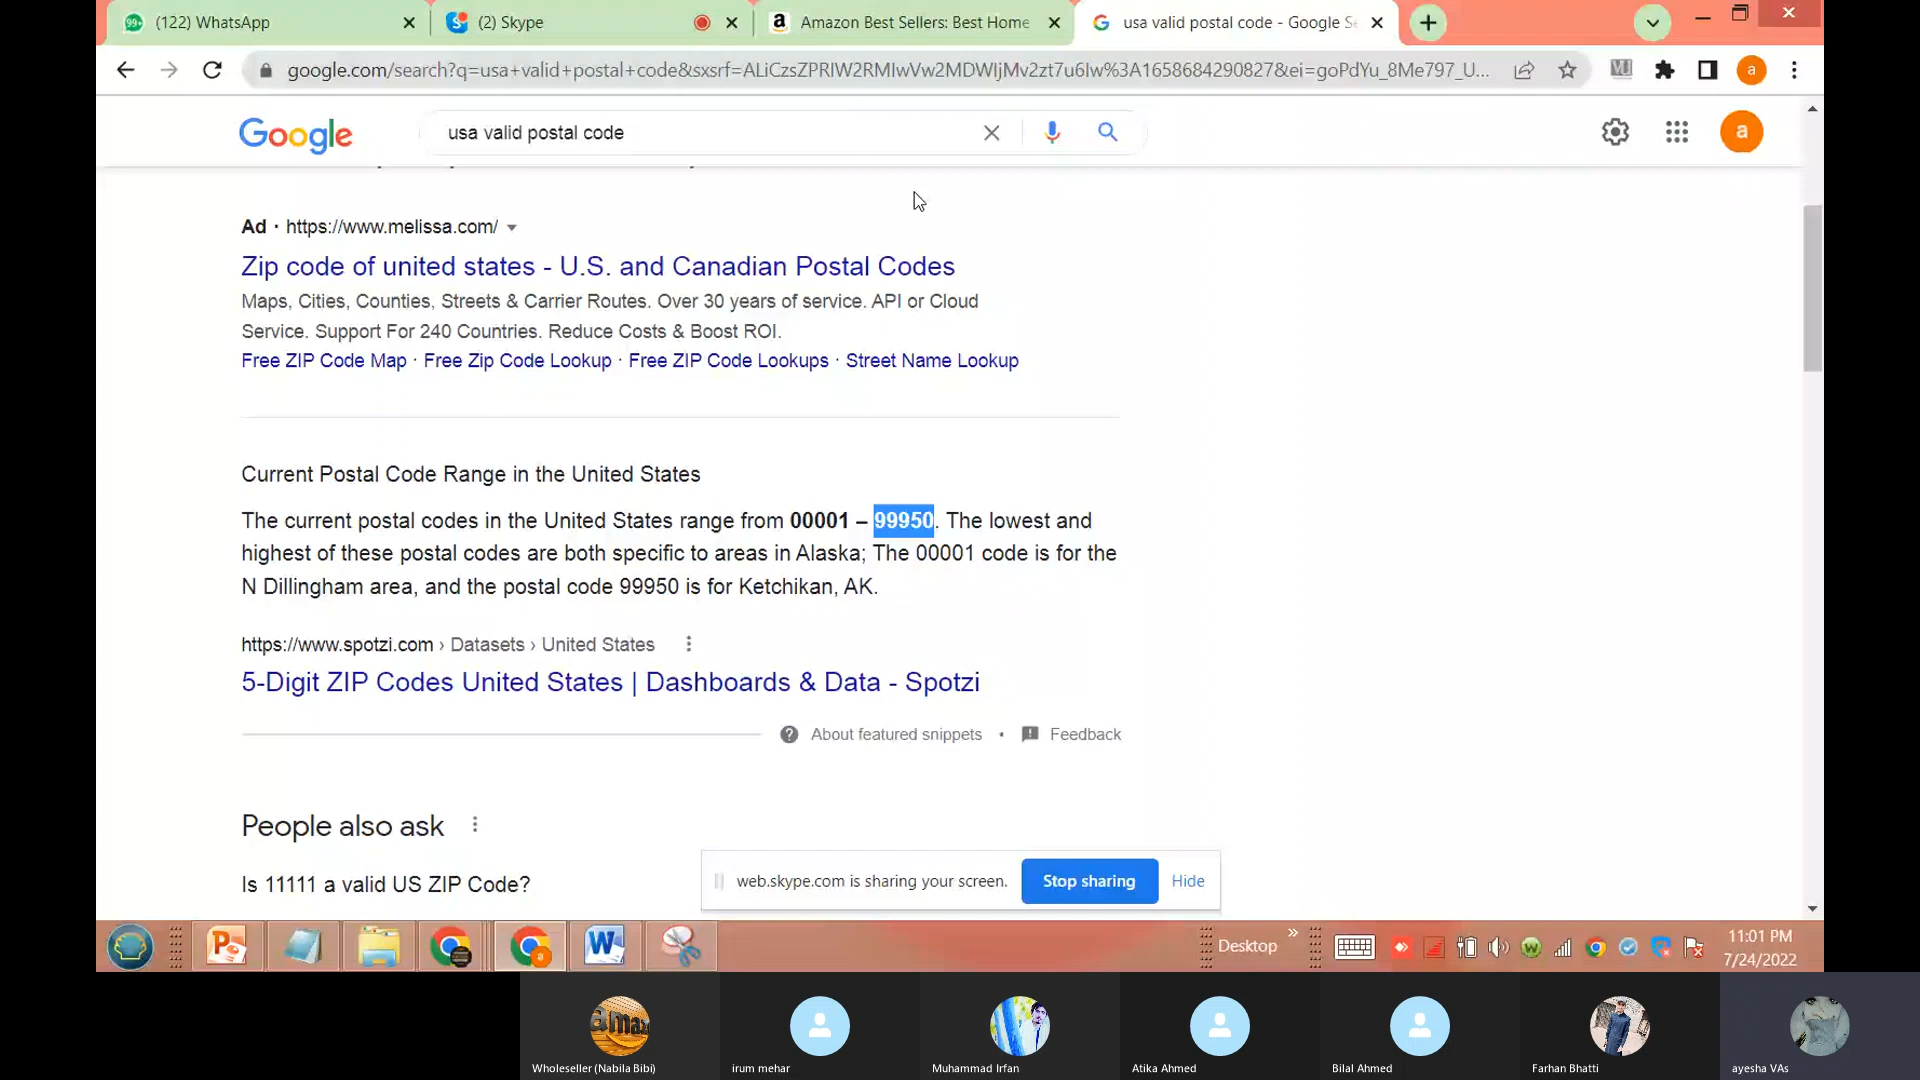 (122) WhatsApp
(2) Skype
Amazon Best Sellers: Best Home
usa valid postal code - Google Se
google.com/search?q=usa+valid+postal+code&sxsrf=ALiCzsZPRIW2RMIwVw2MDWIjMv2zt7u6Iw%3A1658684290827&ei=goPdYu_8Me797_U...
Google
usa valid postal code
a
Ad · https://www.melissa.com/
Zip code of united states - U.S. and Canadian Postal Codes
Maps, Cities, Counties, Streets & Carrier Routes. Over 30 years of service. API or Cloud
Service. Support For 240 Countries. Reduce Costs & Boost ROI.
Free ZIP Code Map · Free Zip Code Lookup · Free ZIP Code Lookups · Street Name Lookup
Current Postal Code Range in the United States
The current postal codes in the United States range from 00001 – 99950. The lowest and
highest of these postal codes are both specific to areas in Alaska; The 00001 code is for the
N Dillingham area, and the postal code 99950 is for Ketchikan, AK.
https://www.spotzi.com › Datasets › United States
5-Digit ZIP Codes United States | Dashboards & Data - Spotzi
About featured snippets • Feedback
People also ask
Is 11111 a valid US ZIP Code?
web.skype.com is sharing your screen.
Stop sharing
Hide
Desktop
11:01 PM
7/24/2022
Wholeseller (Nabila Bibi)
irum mehar
Muhammad Irfan
Atika Ahmed
Bilal Ahmed
Farhan Bhatti
ayesha VAs